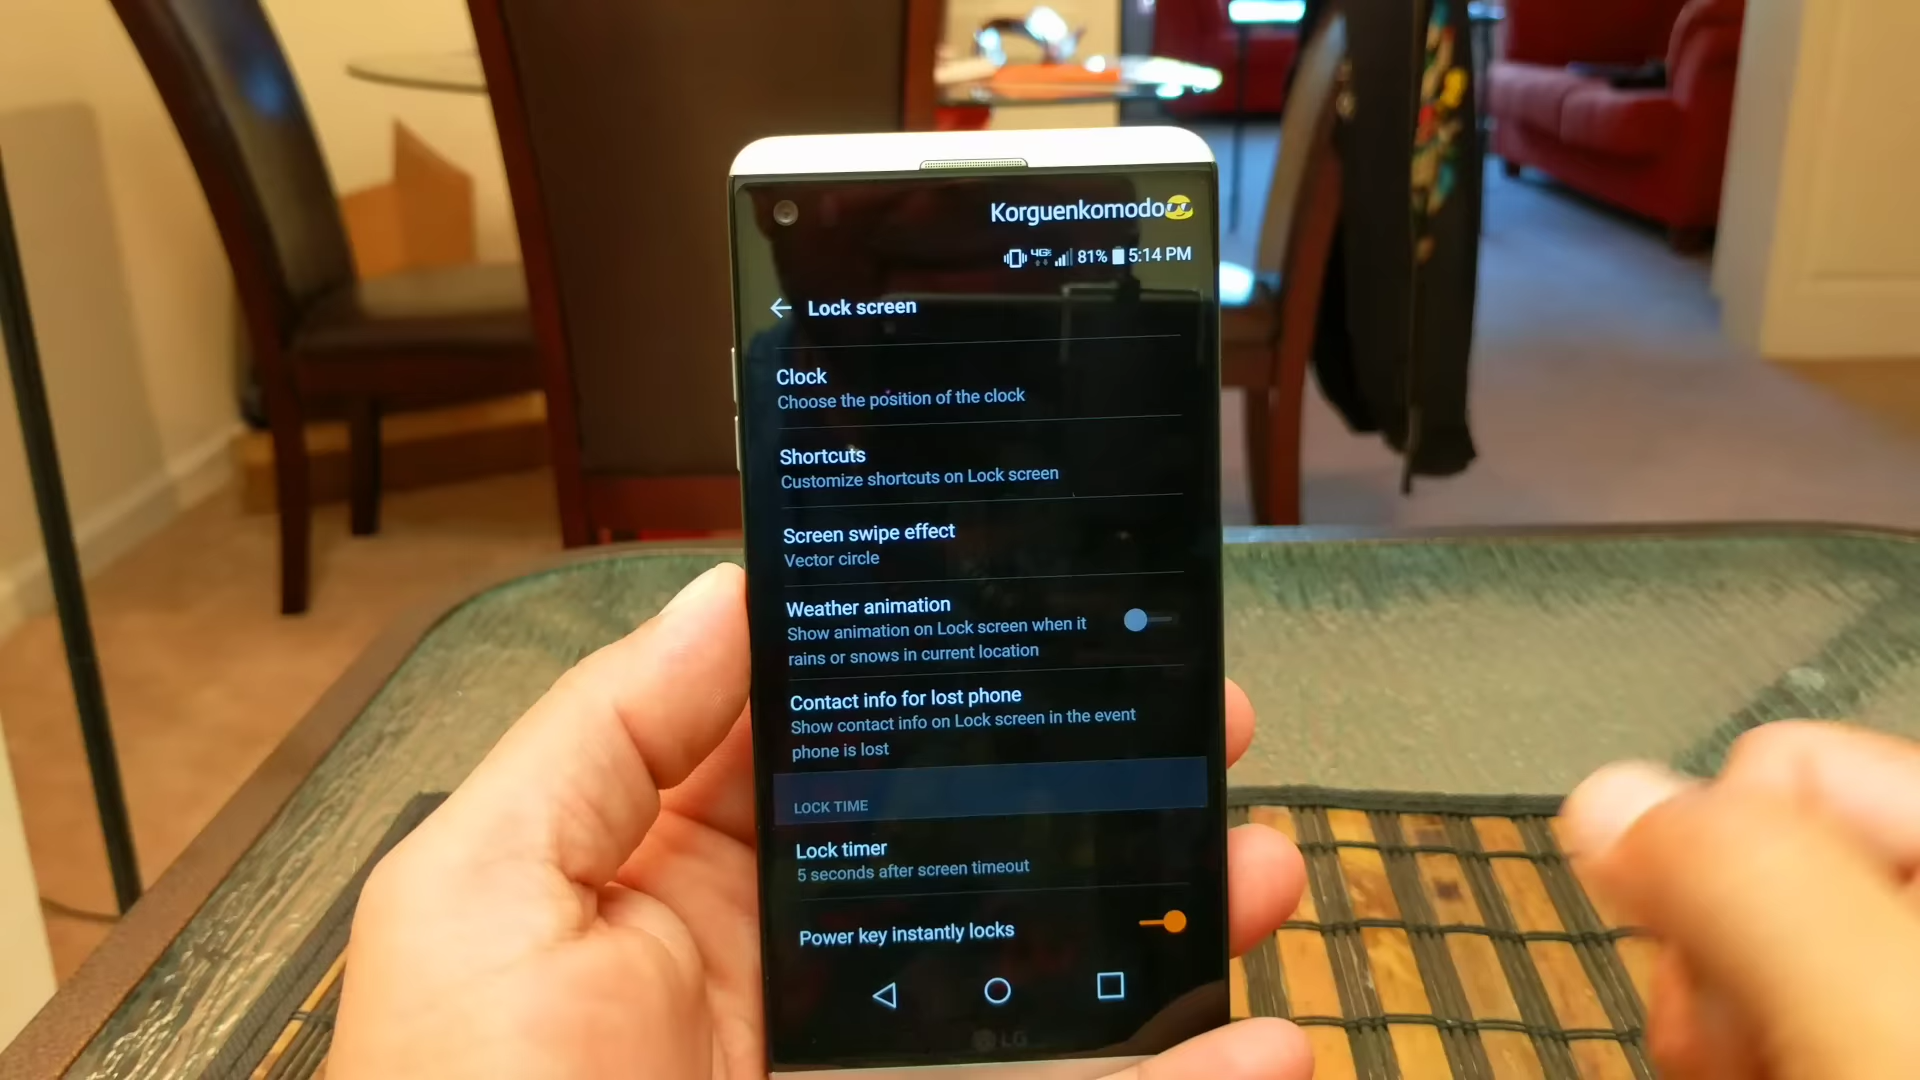 Korguenkomodo😎
4GE 81% 5:14 PM
Lock screen
Clock
Choose the position of the clock
Shortcuts
Customize shortcuts on Lock screen
Screen swipe effect
Vector circle
Weather animation
Show animation on Lock screen when it
rains or snows in current location
Contact info for lost phone
Show contact info on Lock screen in the event
phone is lost
LOCK TIME
Lock timer
5 seconds after screen timeout
Power key instantly locks
LG